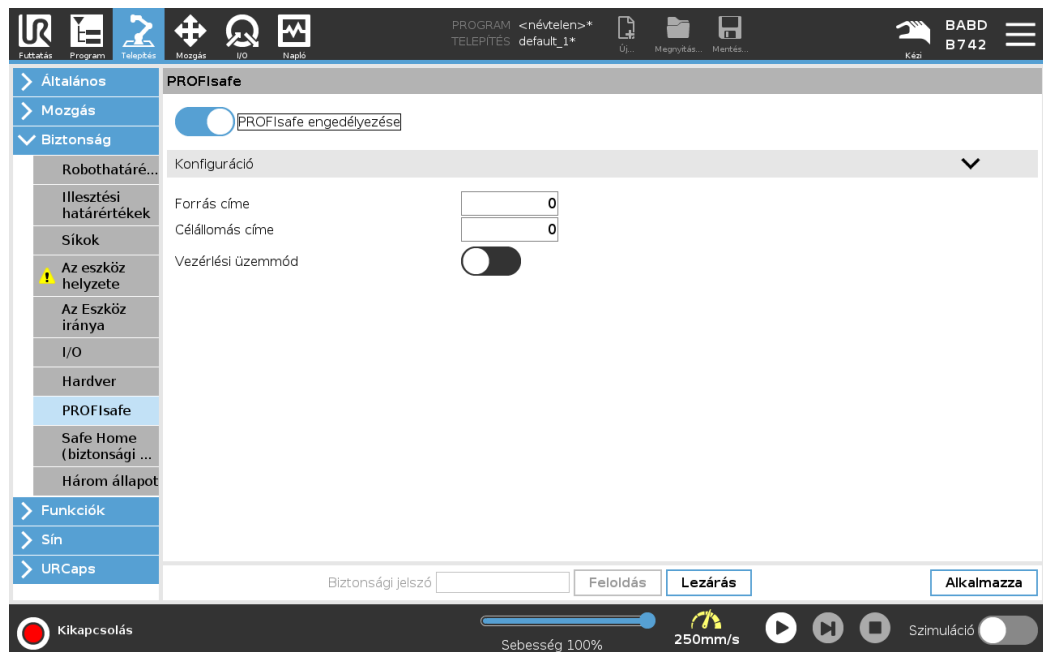 PROGRAM <névtelen>*
TELEPÍTÉS default_1*
Futtatás Program Telepítés Mozgás I/O Napló
Új... Megnyitás... Mentés...
Kézi
BABD
B742
Általános
Mozgás
Biztonság
Robothatáré...
Illesztési
határértékek
Síkok
Az eszköz
helyzete
Az Eszköz
iránya
I/O
Hardver
PROFIsafe
Safe Home
(biztonsági ...
Három állapot
Funkciók
Sín
URCaps
PROFIsafe
PROFIsafe engedélyezése
Konfiguráció
Forrás címe 0
Célállomás címe 0
Vezérlési üzemmód
Biztonsági jelszó Feloldás Lezárás Alkalmazza
Kikapcsolás
Sebesség 100%
250mm/s
Szimuláció